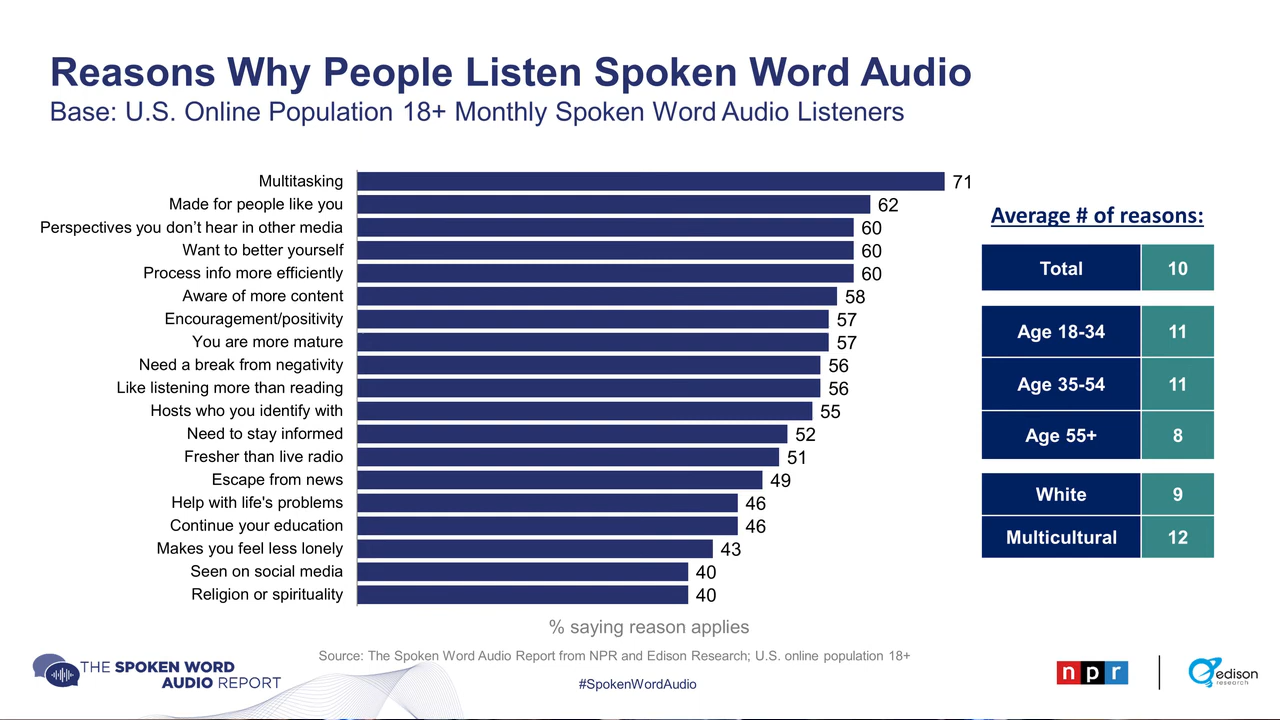 Reasons Why People Listen Spoken Word Audio
Base: U.S. Online Population 18+ Monthly Spoken Word Audio Listeners
Multitasking 71
Made for people like you 62
Perspectives you don’t hear in other media 60
Want to better yourself 60
Process info more efficiently 60
Aware of more content 58
Encouragement/positivity 57
You are more mature 57
Need a break from negativity 56
Like listening more than reading 56
Hosts who you identify with 55
Need to stay informed 52
Fresher than live radio 51
Escape from news 49
Help with life's problems 46
Continue your education 46
Makes you feel less lonely 43
Seen on social media 40
Religion or spirituality 40
% saying reason applies
Average # of reasons:
Total 10
Age 18-34 11
Age 35-54 11
Age 55+ 8
White 9
Multicultural 12
Source: The Spoken Word Audio Report from NPR and Edison Research; U.S. online population 18+
#SpokenWordAudio
THE SPOKEN WORD
AUDIO REPORT
npr
edison
research